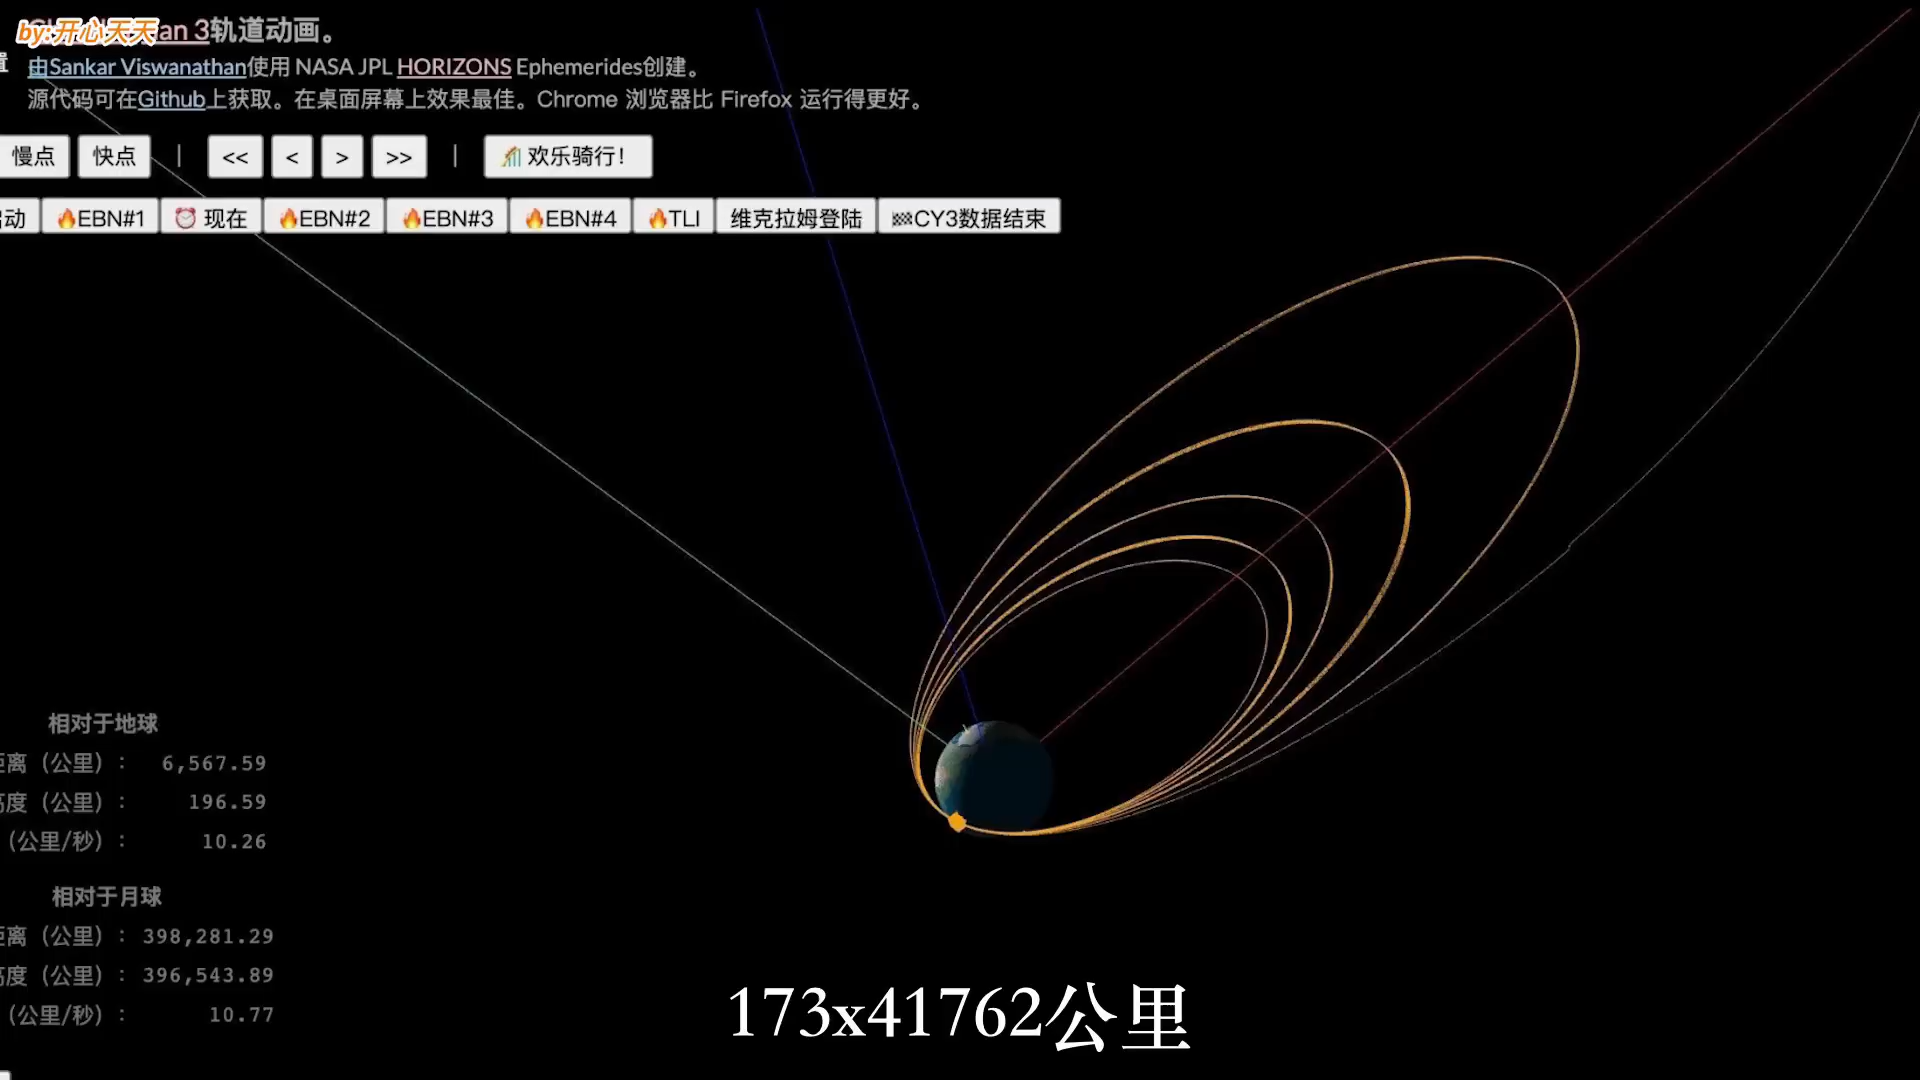 by:开心天天
an 3轨道动画。
由Sankar Viswanathan使用 NASA JPL HORIZONS Ephemerides创建。
源代码可在Github上获取。在桌面屏幕上效果最佳。Chrome 浏览器比 Firefox 运行得更好。
慢点 快点 | << < > >> | 欢乐骑行！
动 EBN#1 现在 EBN#2 EBN#3 EBN#4 TLI 维克拉姆登陆 CY3数据结束
相对于地球
距离（公里）： 6,567.59
高度（公里）： 196.59
（公里/秒）： 10.26
相对于月球
距离（公里）： 398,281.29
高度（公里）： 396,543.89
（公里/秒）： 10.77
173x41762公里